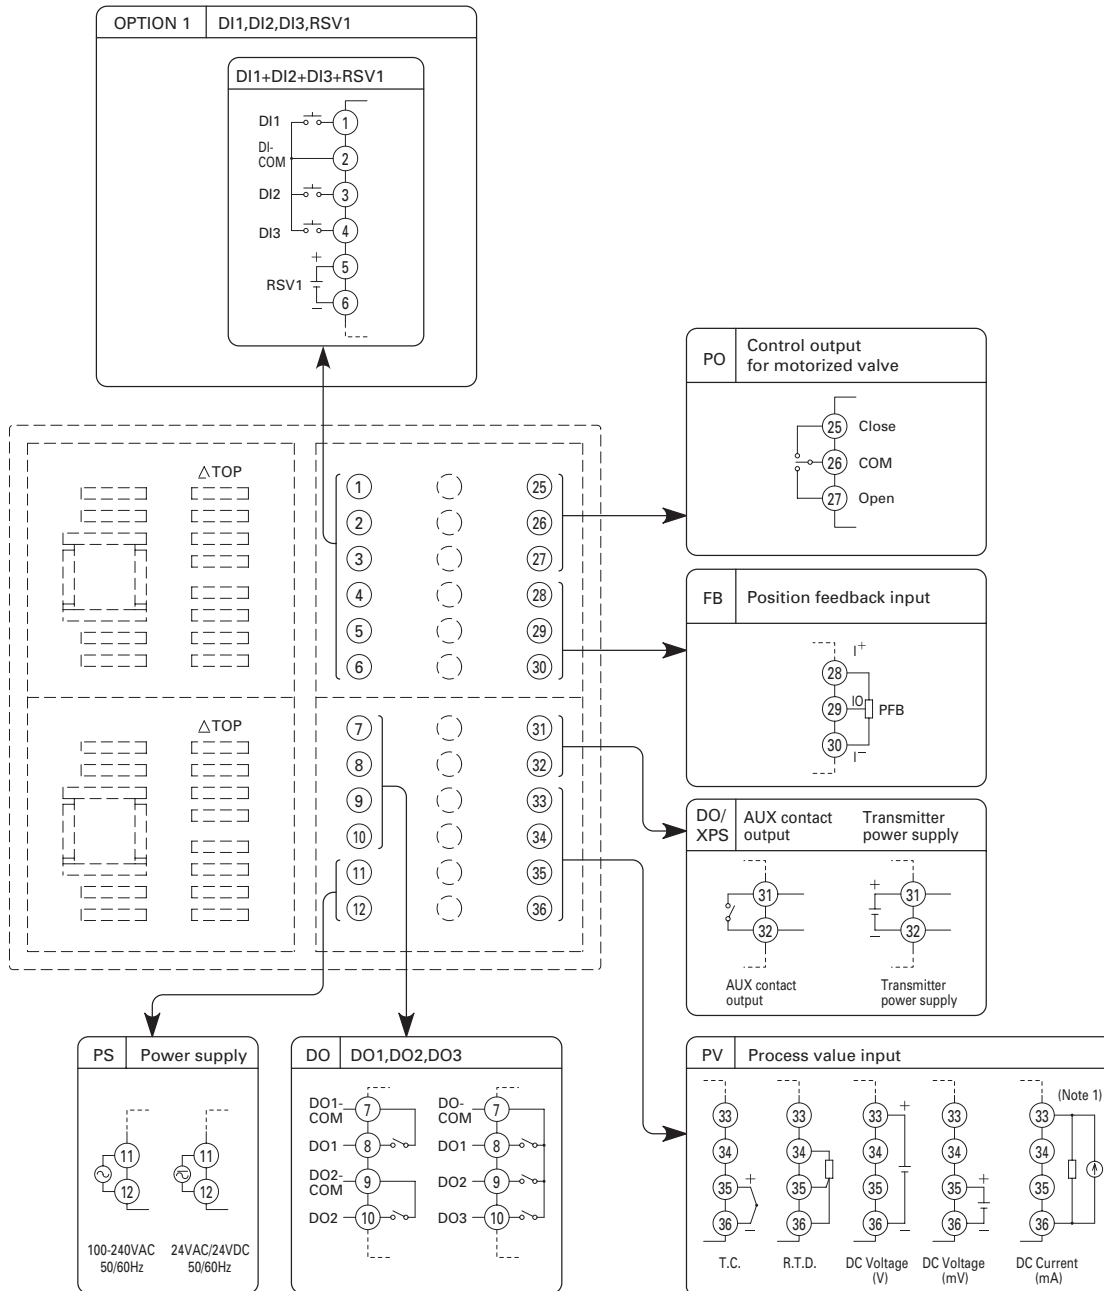 OPTION 1 DI1,DI2,DI3,RSV1
DI1+DI2+DI3+RSV1
DI1 1
DI-
COM 2
DI2 3
DI3 4
+ 5
RSV1
− 6
PO Control output
for motorized valve
25 Close
26 COM
27 Open
△TOP
1 25
2 26
3 27
4 28
5 29
6 30
FB Position feedback input
I+
28
29 IO PFB
30
I−
△TOP
7 31
8 32
9 33
10 34
11 35
12 36
DO/
XPS
AUX contact
output
Transmitter
power supply
31 + 31
32 − 32
AUX contact
output
Transmitter
power supply
PS Power supply
11 11
12 12
100-240VAC
50/60Hz
24VAC/24VDC
50/60Hz
DO DO1,DO2,DO3
DO1-
COM 7
DO1 8
DO2-
COM 9
DO2 10
DO-
COM 7
DO1 8
DO2 9
DO3 10
PV Process value input
(Note 1)
33 33 33 + 33 33
34 34 34 34 34
35 + 35 35 35 + 35
36 − 36 36 − 36 − 36
T.C. R.T.D. DC Voltage
(V)
DC Voltage
(mV)
DC Current
(mA)